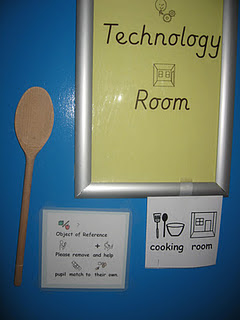 Technology
Room
Object of Reference
Please remove and help
pupil match to their own.
cooking room